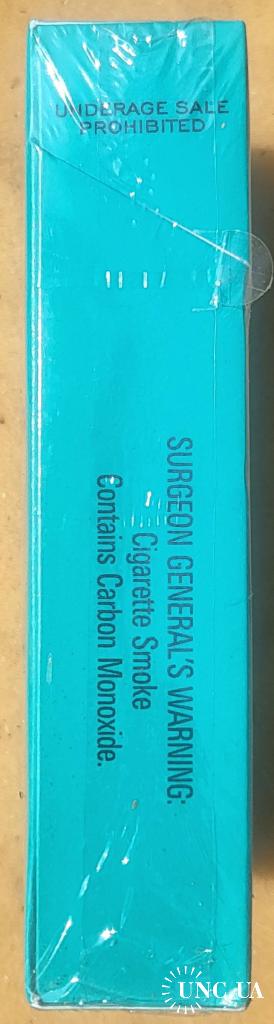 UNDERAGE SALE
PROHIBITED
SURGEON GENERAL'S WARNING:
Cigarette Smoke
Contains Carbon Monoxide.
UNC.UA